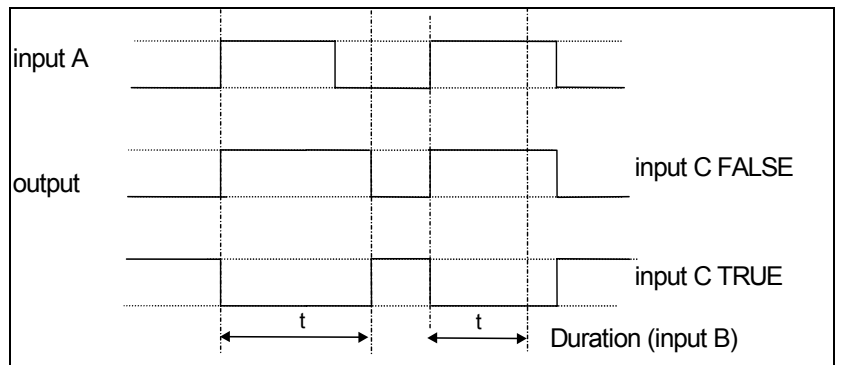 input A
output
input C FALSE
input C TRUE
t
t
Duration (input B)